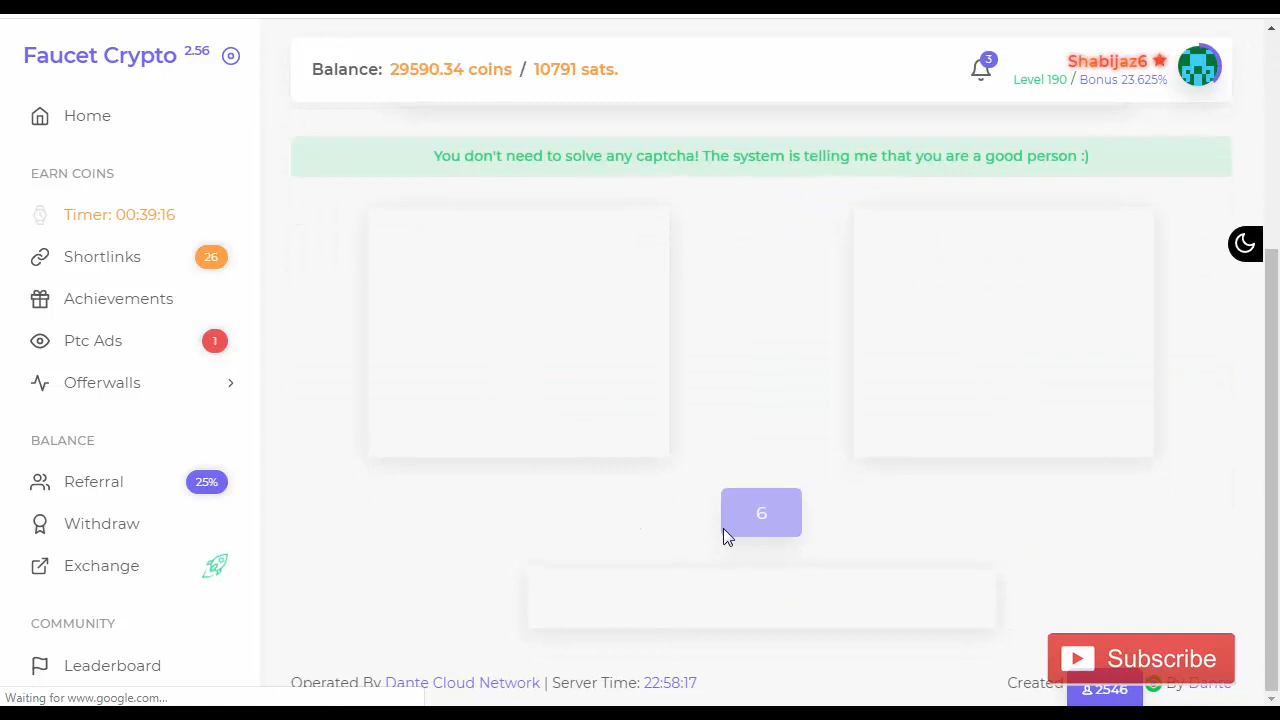 Faucet Crypto 2.56
Balance: 29590.34 coins / 10791 sats.
3
Shabijaz6
Level 190 / Bonus 23.625%
Home
You don't need to solve any captcha! The system is telling me that you are a good person :)
EARN COINS
Timer: 00:39:16
Shortlinks 26
Achievements
Ptc Ads 1
Offerwalls
BALANCE
Referral 25%
Withdraw
6
Exchange
COMMUNITY
Leaderboard
Subscribe
Operated By Dante Cloud Network | Server Time: 22:58:17
Created By Dante
2546
Waiting for www.google.com...